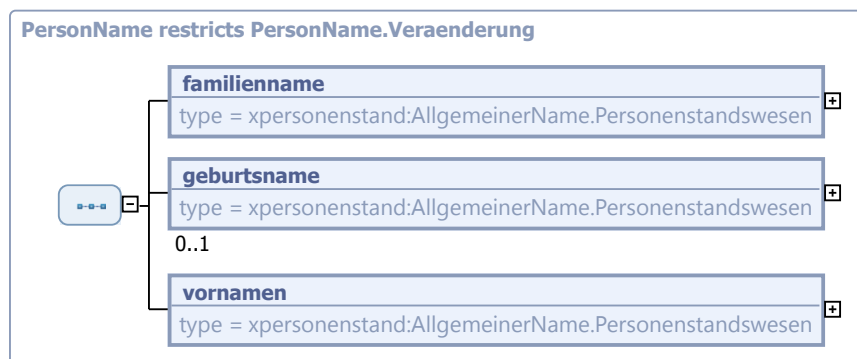 PersonName restricts PersonName.Veraenderung
familienname
type = xpersonenstand:AllgemeinerName.Personenstandswesen
geburtsname
type = xpersonenstand:AllgemeinerName.Personenstandswesen
0..1
vornamen
type = xpersonenstand:AllgemeinerName.Personenstandswesen